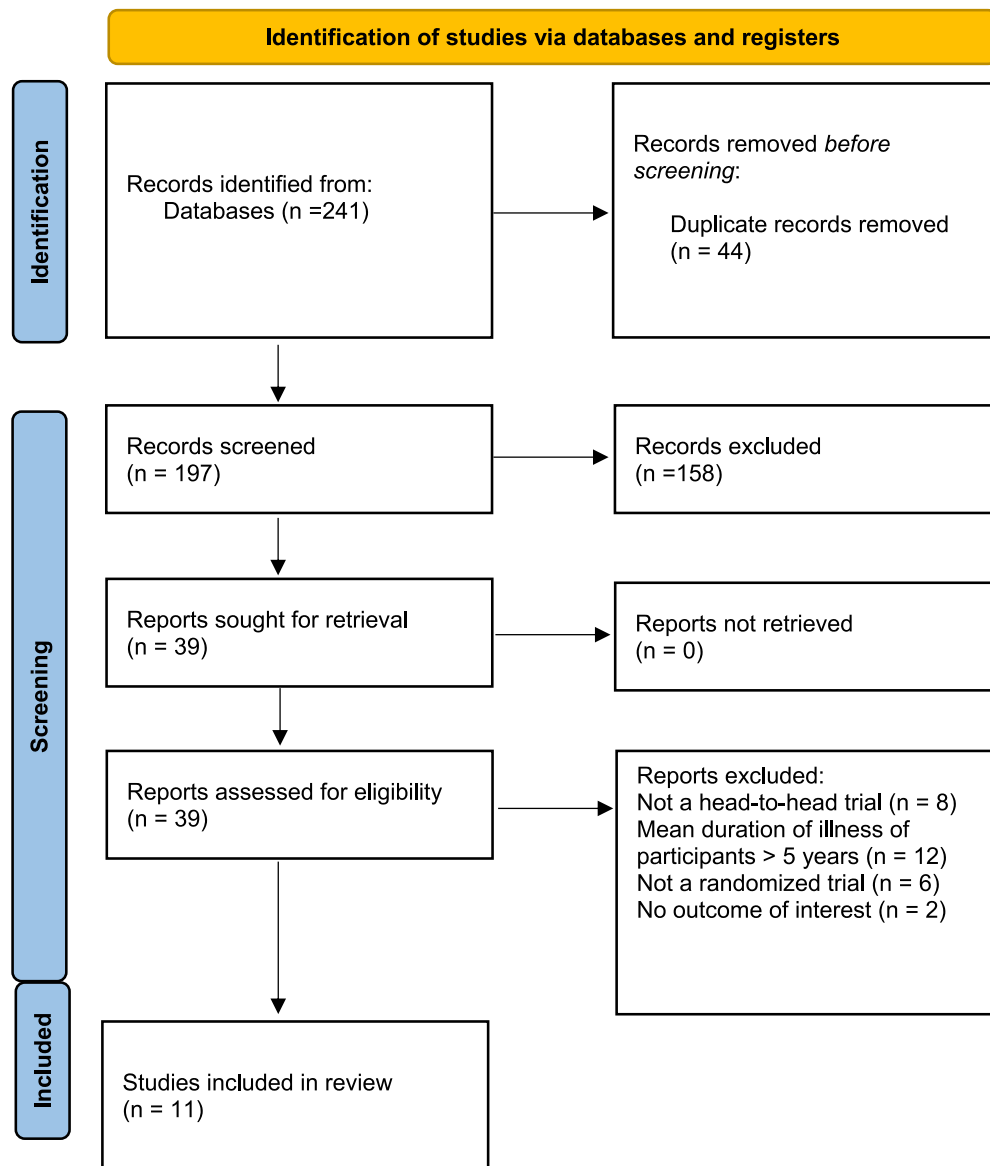 Identification of studies via databases and registers
Identification
Records identified from:
Databases (n =241)
Records removed before
screening:
Duplicate records removed
(n = 44)
Screening
Records screened
(n = 197)
Records excluded
(n =158)
Reports sought for retrieval
(n = 39)
Reports not retrieved
(n = 0)
Reports assessed for eligibility
(n = 39)
Reports excluded:
Not a head-to-head trial (n = 8)
Mean duration of illness of
participants > 5 years (n = 12)
Not a randomized trial (n = 6)
No outcome of interest (n = 2)
Included
Studies included in review
(n = 11)